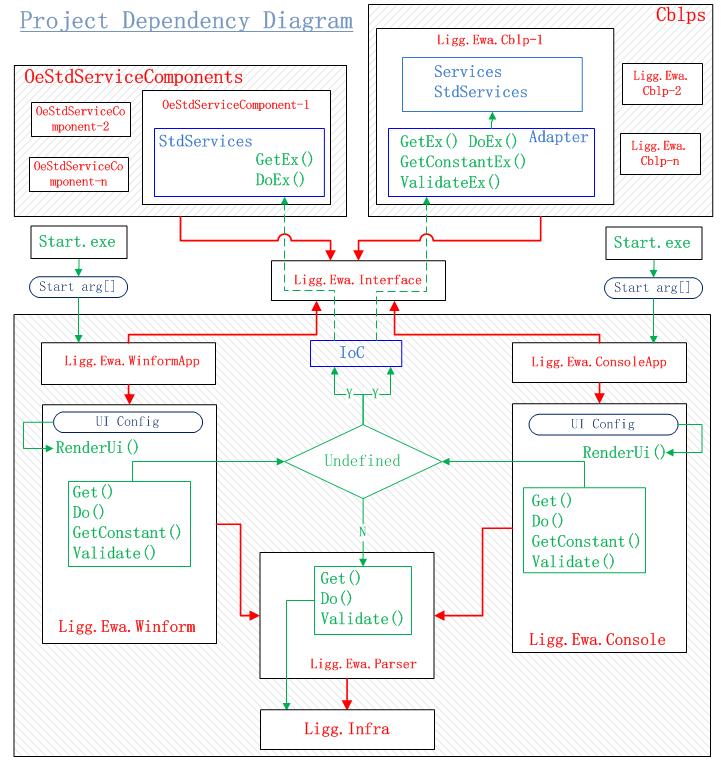 Project Dependency Diagram
Cblps
Ligg.Ewa.Cblp-1
Services
StdServices
Adapter
GetEx() DoEx()
GetConstantEx()
ValidateEx()
Ligg.Ewa.
Cblp-2
Ligg.Ewa.
Cblp-n
OeStdServiceComponents
OeStdServiceCo
mponent-2
OeStdServiceCo
mponent-n
OeStdServiceComponent-1
StdServices
GetEx()
DoEx()
Start.exe
Start arg[]
Ligg.Ewa.Interface
Start.exe
Start arg[]
Ligg.Ewa.WinformApp
IoC
Ligg.Ewa.ConsoleApp
Y
Y
UI Config
RenderUi()
Get()
Do()
GetConstant()
Validate()
Ligg.Ewa.Winform
Undefined
N
UI Config
RenderUi()
Get()
Do()
GetConstant()
Validate()
Ligg.Ewa.Console
Get()
Do()
Validate()
Ligg.Ewa.Parser
Ligg.Infra